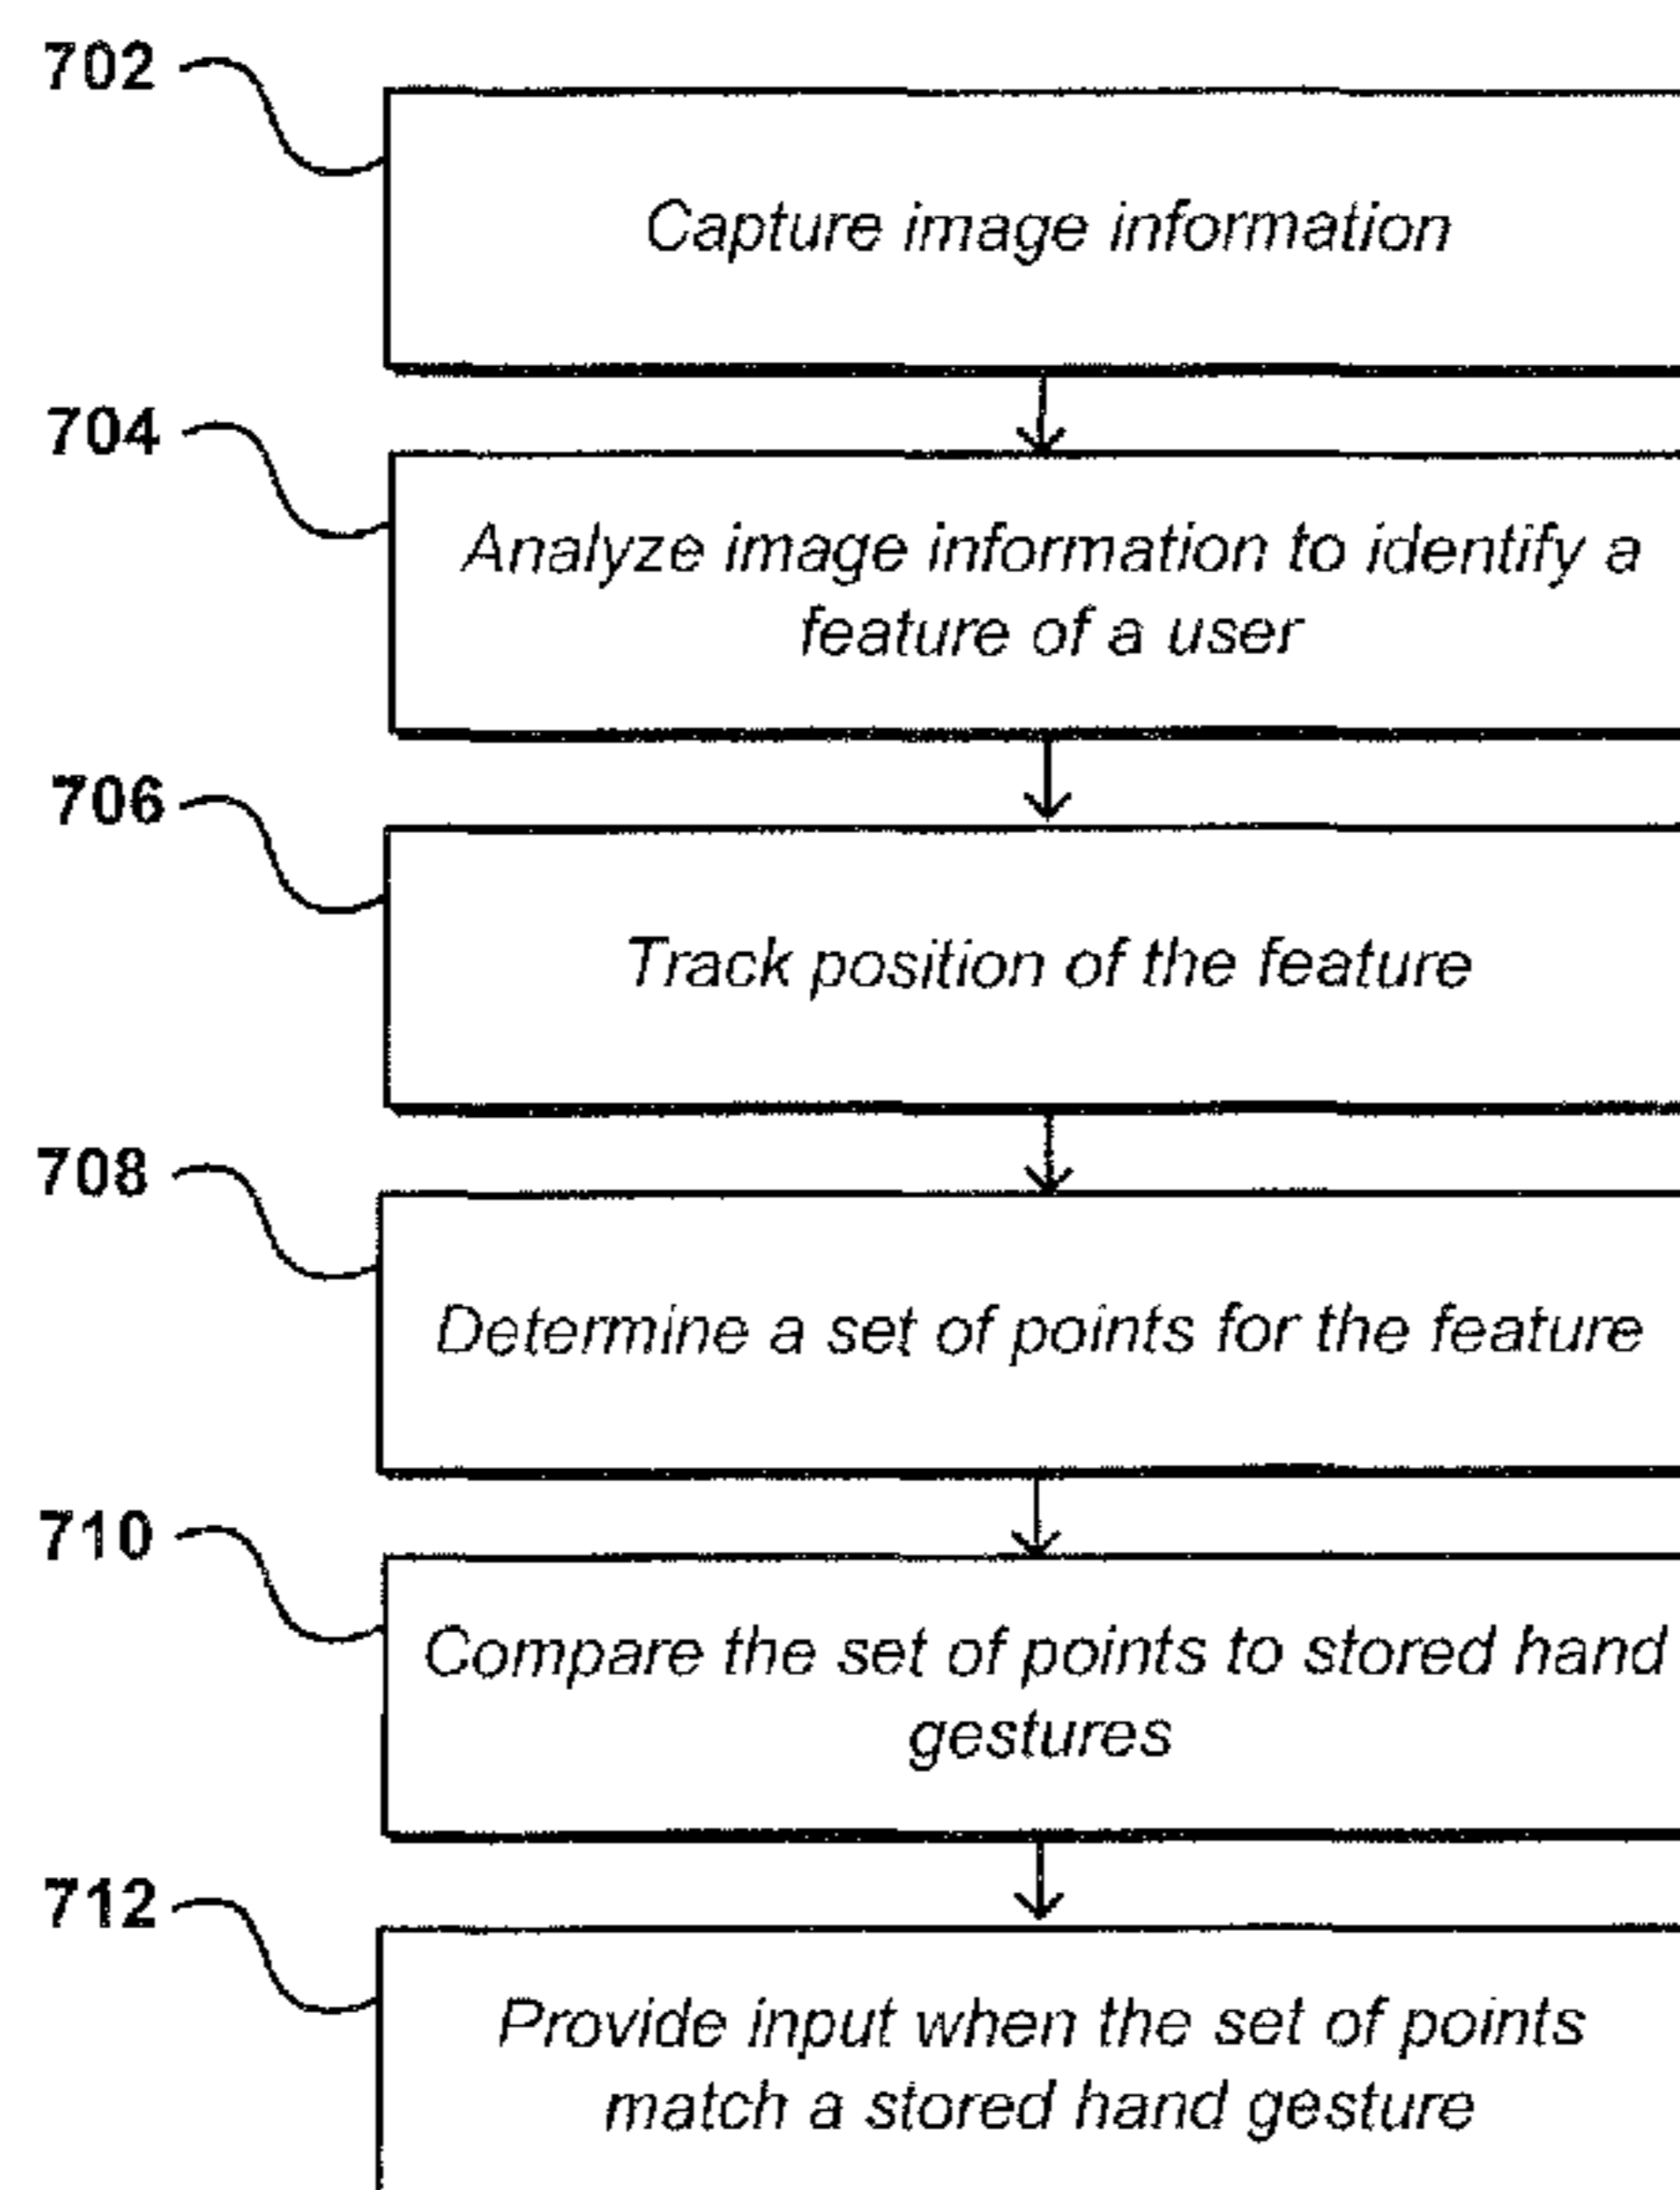 702
Capture image information
704
Analyze image information to identify a
feature of a user
706
Track position of the feature
708
Determine a set of points for the feature
710
Compare the set of points to stored hand
gestures
712
Provide input when the set of points
match a stored hand gesture